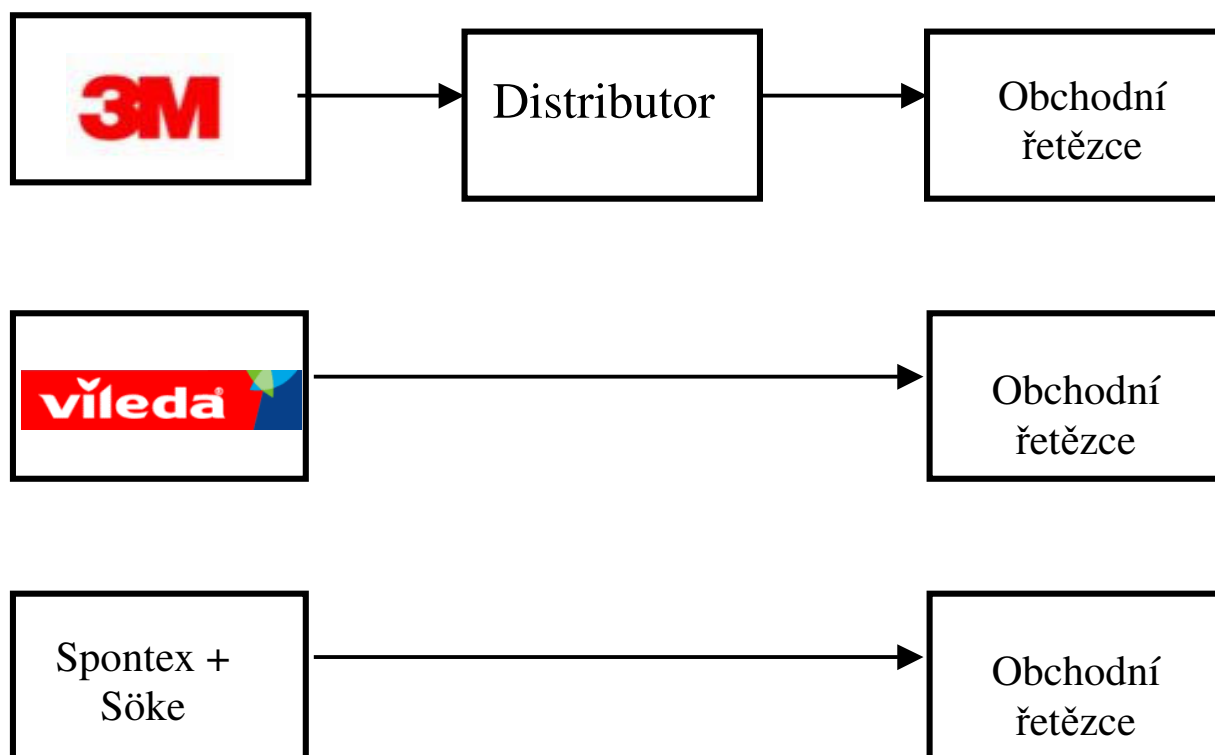 3M
Distributor
Obchodní
řetězce
vileda®
Obchodní
řetězce
Spontex +
Söke
Obchodní
řetězce